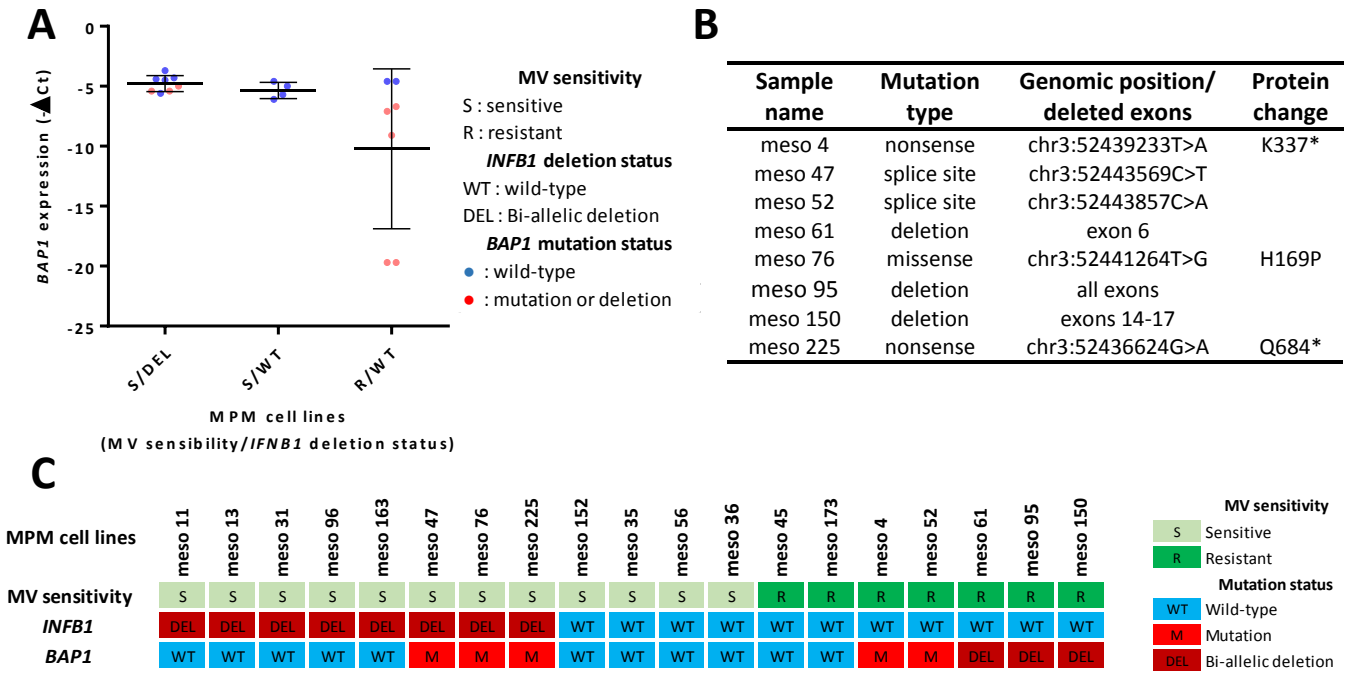 A
0
-5
-10
-15
-20
-25
BAP1 expression (-▲Ct)
S/DEL
S/WT
R/WT
MPM cell lines
(MV sensibility/IFNB1 deletion status)
MV sensitivity
S : sensitive
R : resistant
INFB1 deletion status
WT : wild-type
DEL : Bi-allelic deletion
BAP1 mutation status
: wild-type
: mutation or deletion
B
Sample name Mutation type Genomic position/ deleted exons Protein change
meso 4 nonsense chr3:52439233T>A K337*
meso 47 splice site chr3:52443569C>T
meso 52 splice site chr3:52443857C>A
meso 61 deletion exon 6
meso 76 missense chr3:52441264T>G H169P
meso 95 deletion all exons
meso 150 deletion exons 14-17
meso 225 nonsense chr3:52436624G>A Q684*
C
MPM cell lines meso 11 meso 13 meso 31 meso 96 meso 163 meso 47 meso 76 meso 225 meso 152 meso 35 meso 56 meso 36 meso 45 meso 173 meso 4 meso 52 meso 61 meso 95 meso 150
MV sensitivity S S S S S S S S S S S S R R R R R R R
INFB1 DEL DEL DEL DEL DEL DEL DEL DEL WT WT WT WT WT WT WT WT WT WT WT
BAP1 WT WT WT WT WT M M M WT WT WT WT WT WT M M DEL DEL DEL
MV sensitivity
S Sensitive
R Resistant
Mutation status
WT Wild-type
M Mutation
DEL Bi-allelic deletion